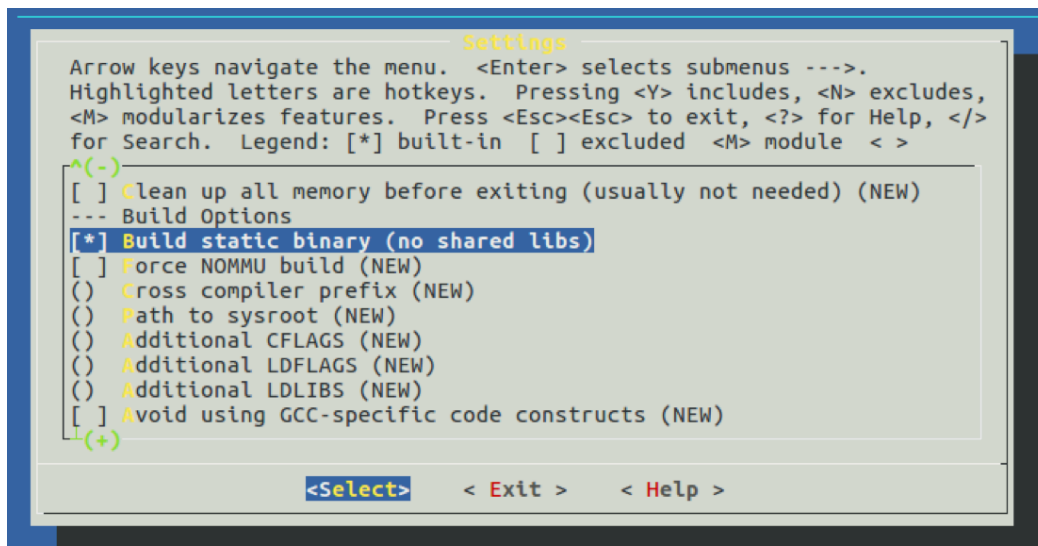 Settings
Arrow keys navigate the menu.  <Enter> selects submenus --->.
Highlighted letters are hotkeys.  Pressing <Y> includes, <N> excludes,
<M> modularizes features.  Press <Esc><Esc> to exit, <?> for Help, </>
for Search.  Legend: [*] built-in  [ ] excluded  <M> module  < >
^(-)
[ ] Clean up all memory before exiting (usually not needed) (NEW)
--- Build Options
[*] Build static binary (no shared libs)
[ ] Force NOMMU build (NEW)
()  Cross compiler prefix (NEW)
()  Path to sysroot (NEW)
()  Additional CFLAGS (NEW)
()  Additional LDFLAGS (NEW)
()  Additional LDLIBS (NEW)
[ ] Avoid using GCC-specific code constructs (NEW)
┴(+)
<Select>    < Exit >    < Help >